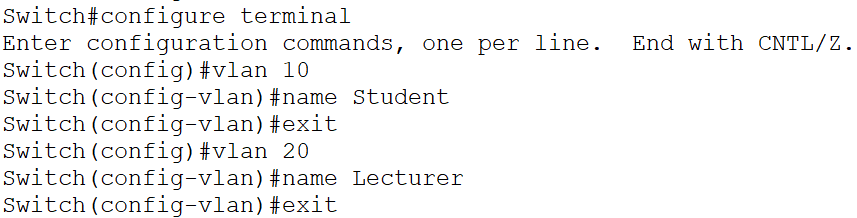 Switch#configure terminal
Enter configuration commands, one per line.  End with CNTL/Z.
Switch(config)#vlan 10
Switch(config-vlan)#name Student
Switch(config-vlan)#exit
Switch(config)#vlan 20
Switch(config-vlan)#name Lecturer
Switch(config-vlan)#exit